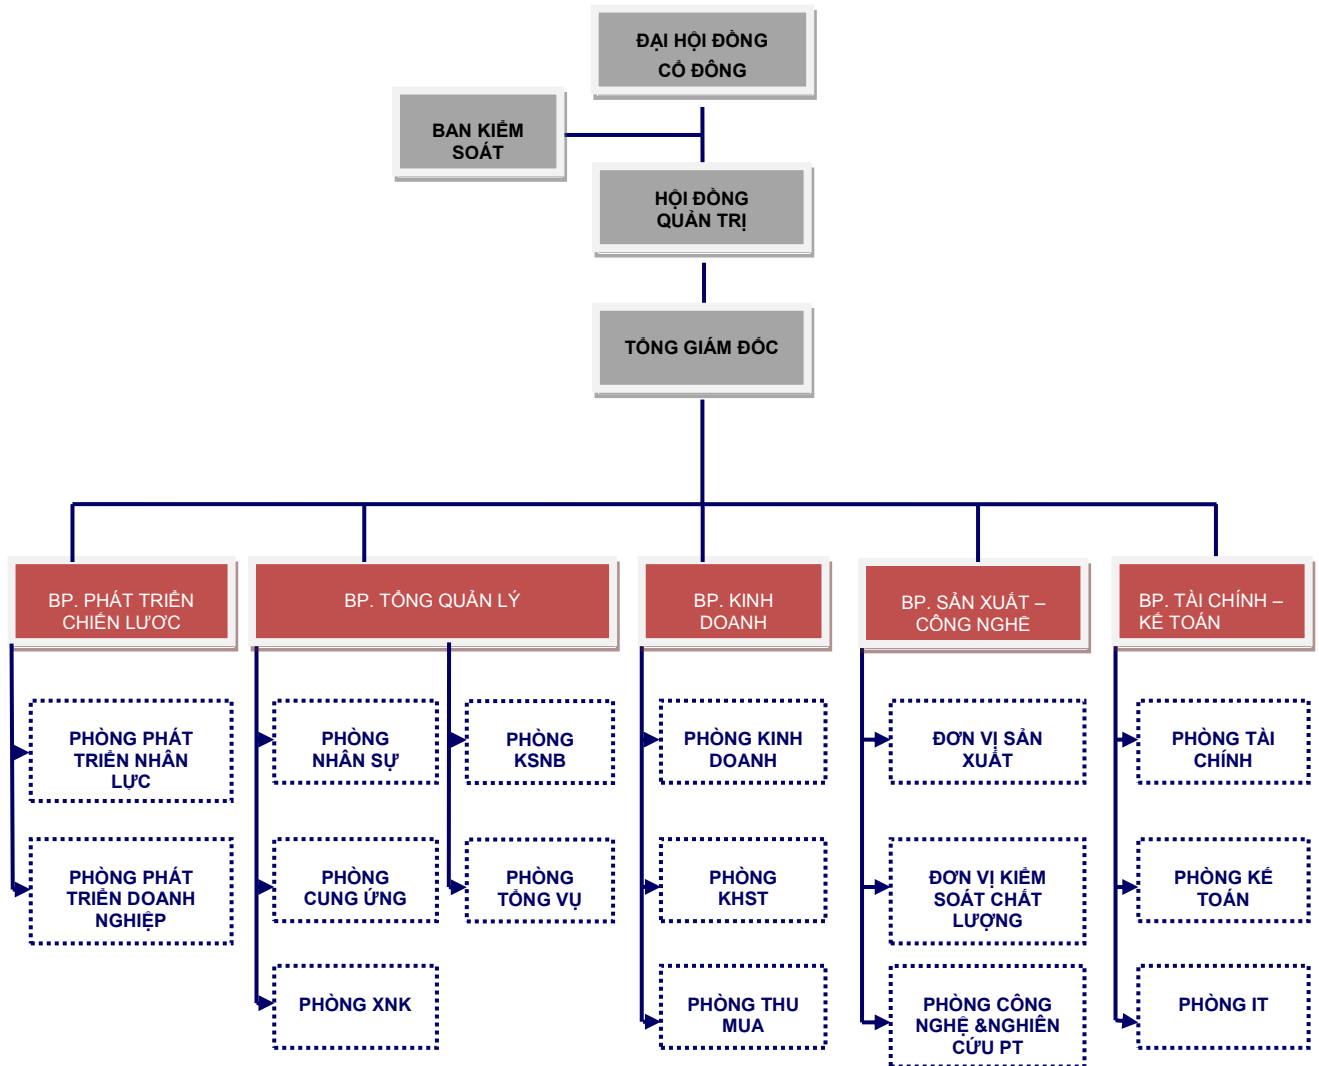 ĐẠI HỘI ĐỒNG
CỔ ĐÔNG
BAN KIỂM
SOÁT
HỘI ĐỒNG
QUẢN TRỊ
TỔNG GIÁM ĐỐC
BP. PHÁT TRIỂN
CHIẾN LƯỢC
BP. TỔNG QUẢN LÝ
BP. KINH
DOANH
BP. SẢN XUẤT –
CÔNG NGHỆ
BP. TÀI CHÍNH –
KẾ TOÁN
PHÒNG PHÁT
TRIỂN NHÂN
LỰC
PHÒNG
NHÂN SỰ
PHÒNG
KSNB
PHÒNG KINH
DOANH
ĐƠN VỊ SẢN
XUẤT
PHÒNG TÀI
CHÍNH
PHÒNG PHÁT
TRIỂN DOANH
NGHIỆP
PHÒNG
CUNG ỨNG
PHÒNG
TỔNG VỤ
PHÒNG
KHST
ĐƠN VỊ KIỂM
SOÁT CHẤT
LƯỢNG
PHÒNG KẾ
TOÁN
PHÒNG XNK
PHÒNG THU
MUA
PHÒNG CÔNG
NGHỆ &NGHIÊN
CỨU PT
PHÒNG IT